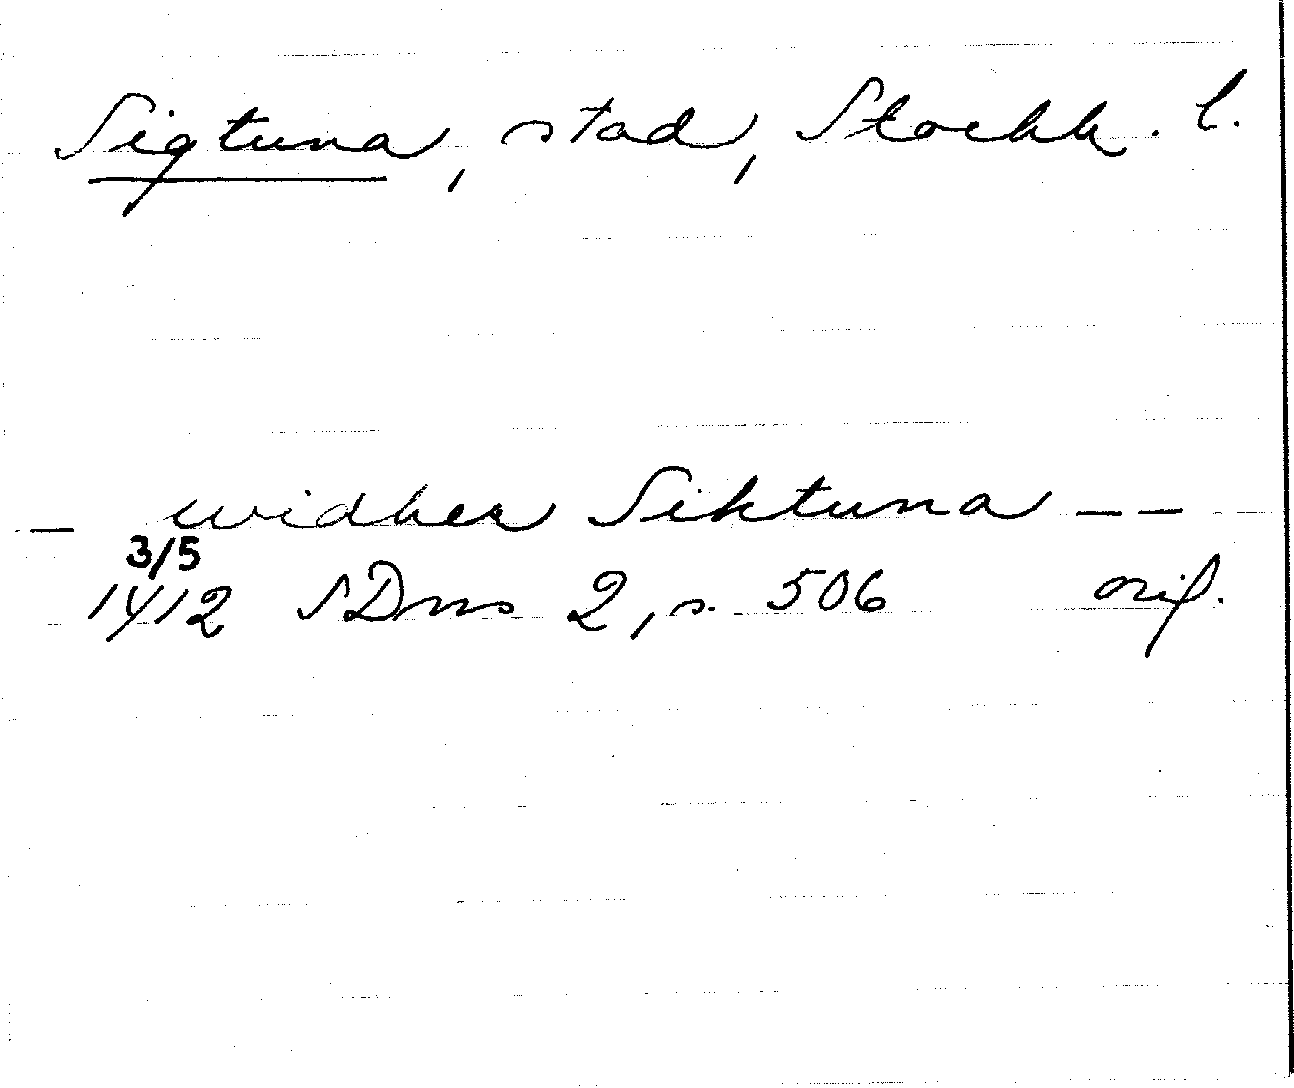 Sigtuna, stad, Stockh. l.
– widher Siktuna – –
3/5
1412 SDns 2, s. 506 orig.